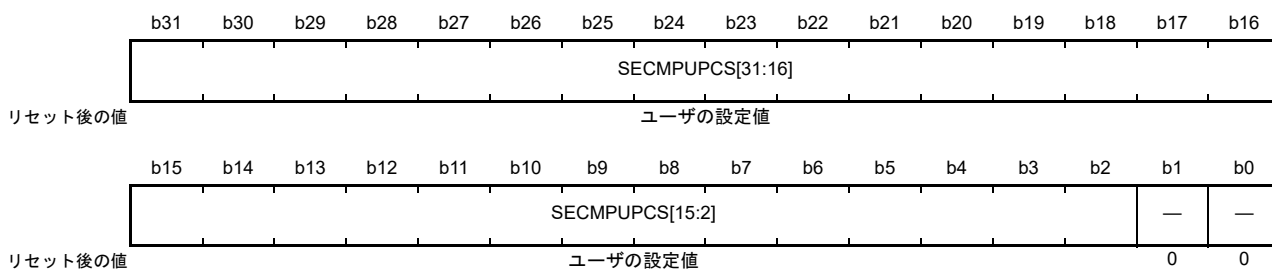 b31 b30 b29 b28 b27 b26 b25 b24 b23 b22 b21 b20 b19 b18 b17 b16
SECMPUPCS[31:16]
リセット後の値 ユーザの設定値
b15 b14 b13 b12 b11 b10 b9 b8 b7 b6 b5 b4 b3 b2 b1 b0
SECMPUPCS[15:2] — —
リセット後の値 ユーザの設定値 0 0